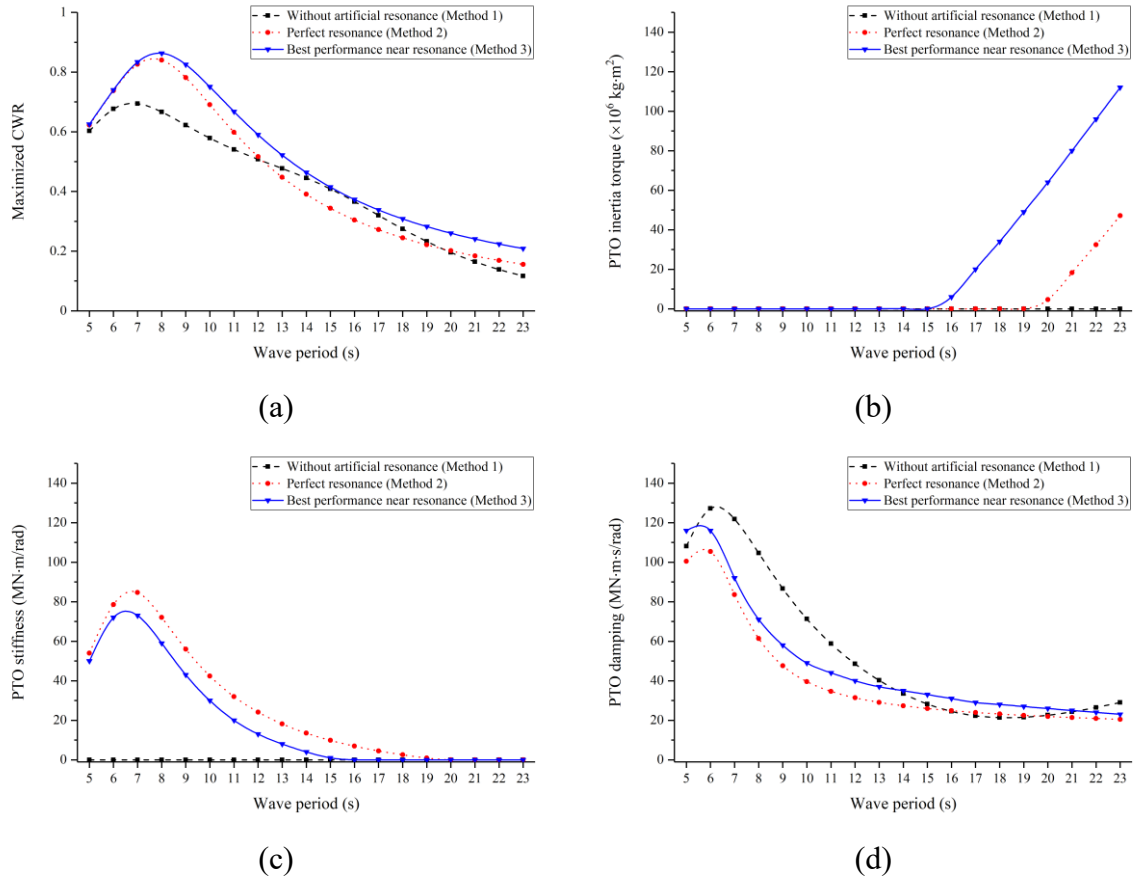 Without artificial resonance (Method 1)
Perfect resonance (Method 2)
Best performance near resonance (Method 3)
Maximized CWR
1
0.8
0.6
0.4
0.2
0
5 6 7 8 9 10 11 12 13 14 15 16 17 18 19 20 21 22 23
Wave period (s)
(a)
Without artificial resonance (Method 1)
Perfect resonance (Method 2)
Best performance near resonance (Method 3)
PTO inertia torque (×10⁶ kg·m²)
140
120
100
80
60
40
20
0
5 6 7 8 9 10 11 12 13 14 15 16 17 18 19 20 21 22 23
Wave period (s)
(b)
Without artificial resonance (Method 1)
Perfect resonance (Method 2)
Best performance near resonance (Method 3)
PTO stiffness (MN·m/rad)
140
120
100
80
60
40
20
0
5 6 7 8 9 10 11 12 13 14 15 16 17 18 19 20 21 22 23
Wave period (s)
(c)
Without artificial resonance (Method 1)
Perfect resonance (Method 2)
Best performance near resonance (Method 3)
PTO damping (MN·m·s/rad)
140
120
100
80
60
40
20
0
5 6 7 8 9 10 11 12 13 14 15 16 17 18 19 20 21 22 23
Wave period (s)
(d)